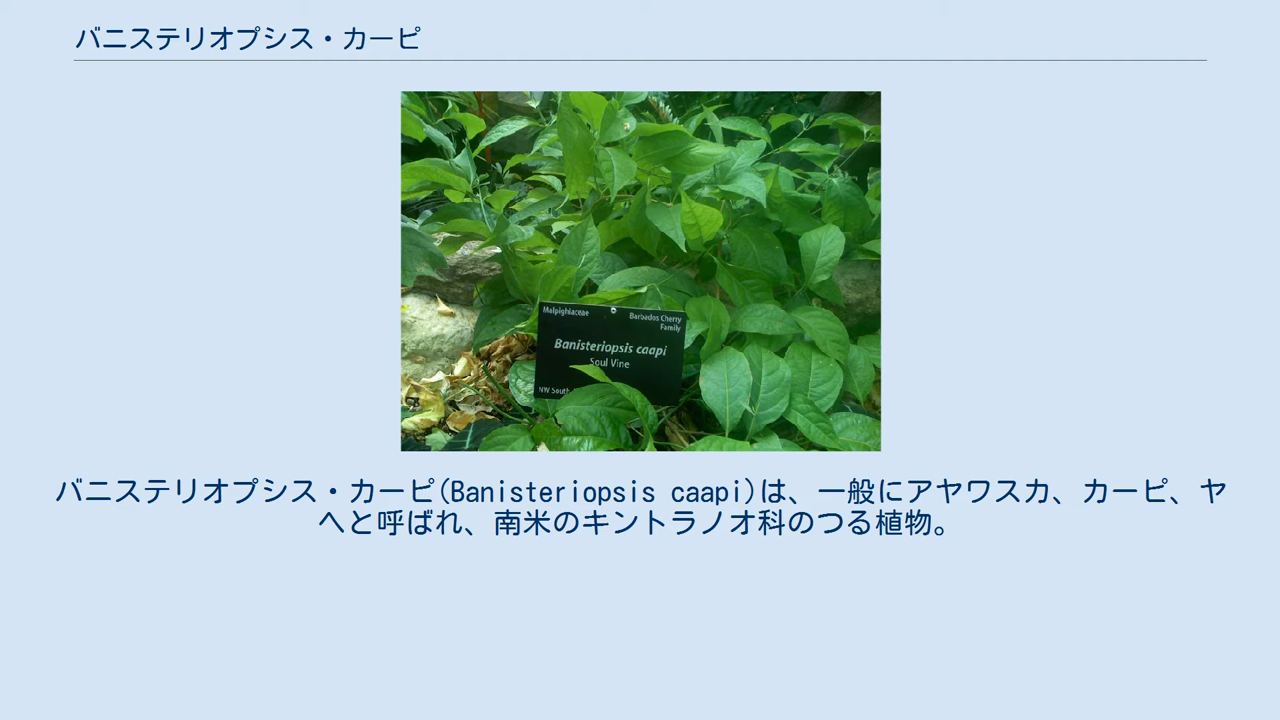 バニステリオプシス・カーピ
Malpighiaceae
Barbados Cherry
Family
Banisteriopsis caapi
Soul Vine
NW South
バニステリオプシス・カーピ(Banisteriopsis caapi)は、一般にアヤワスカ、カーピ、ヤ
ヘと呼ばれ、南米のキントラノオ科のつる植物。